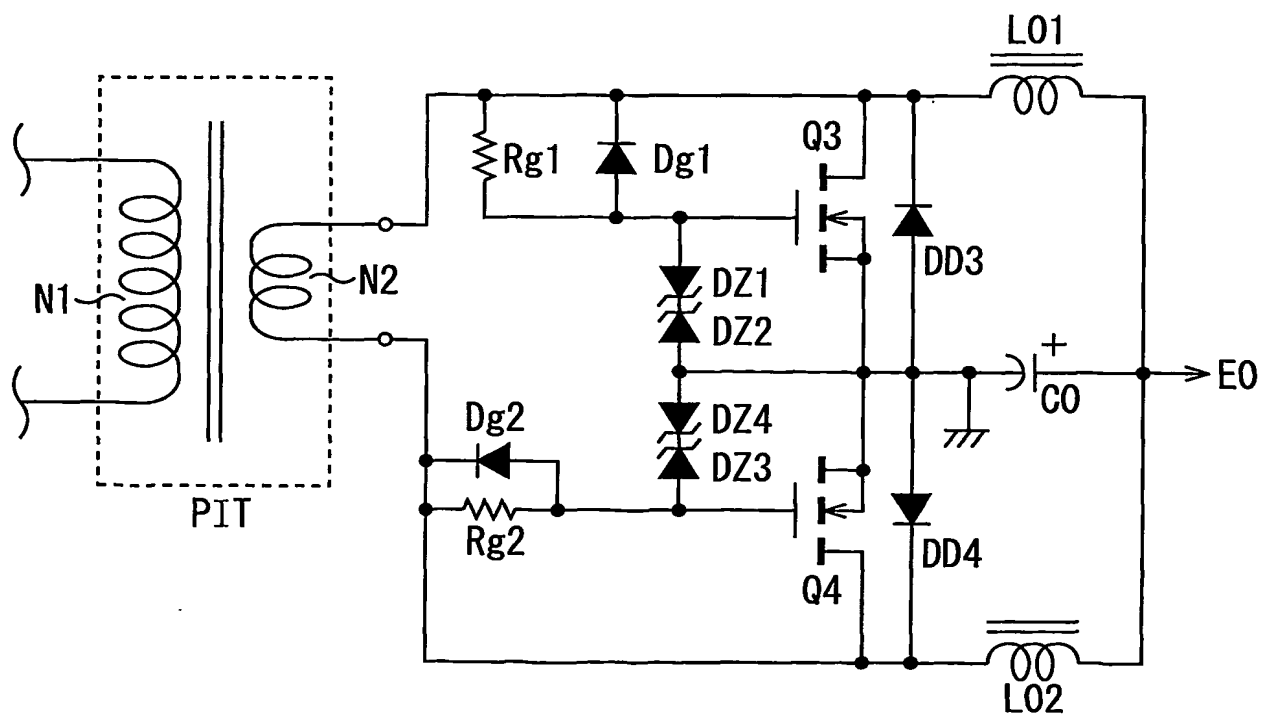 LO1
Q3
Rg1
Dg1
DD3
N1
N2
DZ1
DZ2
+
EO
CO
Dg2
DZ4
DZ3
PIT
Rg2
DD4
Q4
LO2